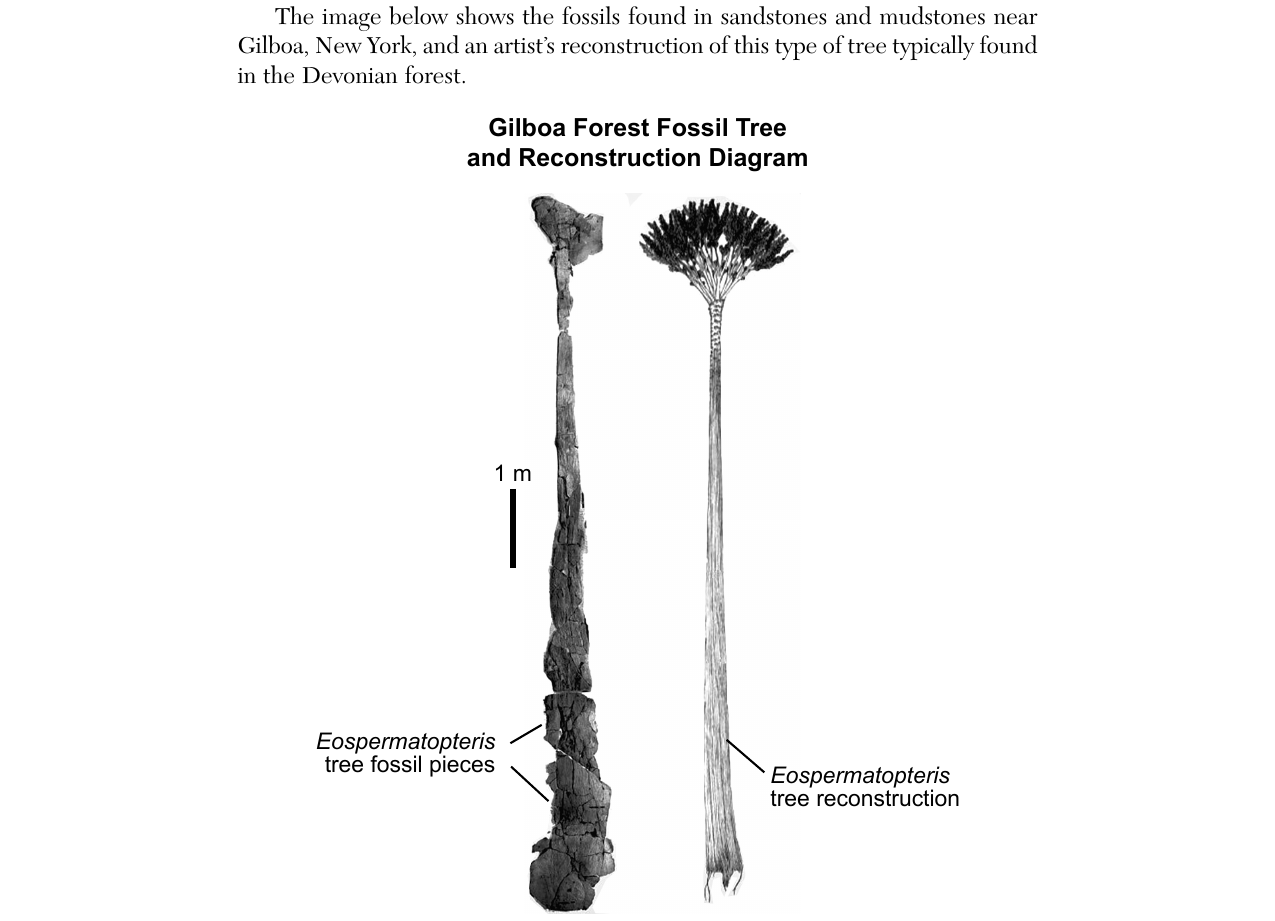 The image below shows the fossils found in sandstones and mudstones near
Gilboa, New York, and an artist’s reconstruction of this type of tree typically found
in the Devonian forest.
Gilboa Forest Fossil Tree
and Reconstruction Diagram
1 m
Eospermatopteris
tree fossil pieces
Eospermatopteris
tree reconstruction